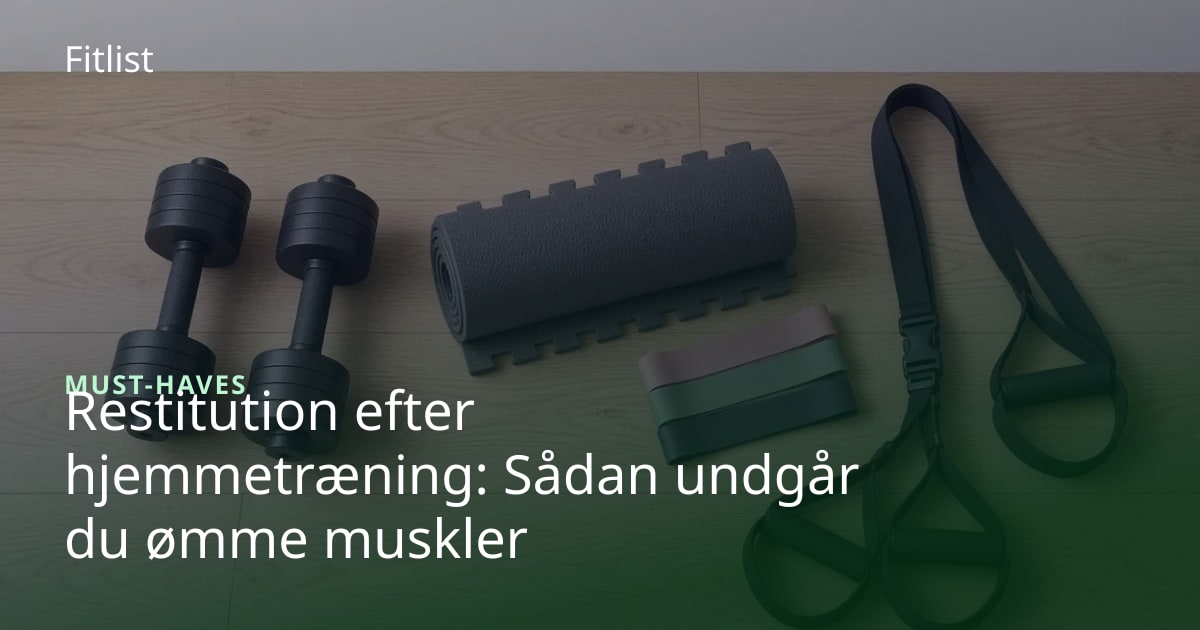 Fitlist
MUST-HAVES
Restitution efter
hjemmetræning: Sådan undgår
du ømme muskler